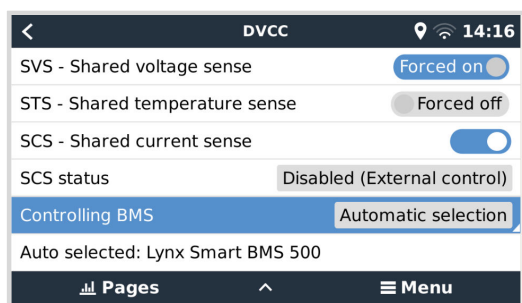 DVCC 14:16
SVS - Shared voltage sense Forced on
STS - Shared temperature sense Forced off
SCS - Shared current sense
SCS status Disabled (External control)
Controlling BMS Automatic selection
Auto selected: Lynx Smart BMS 500
Pages Menu